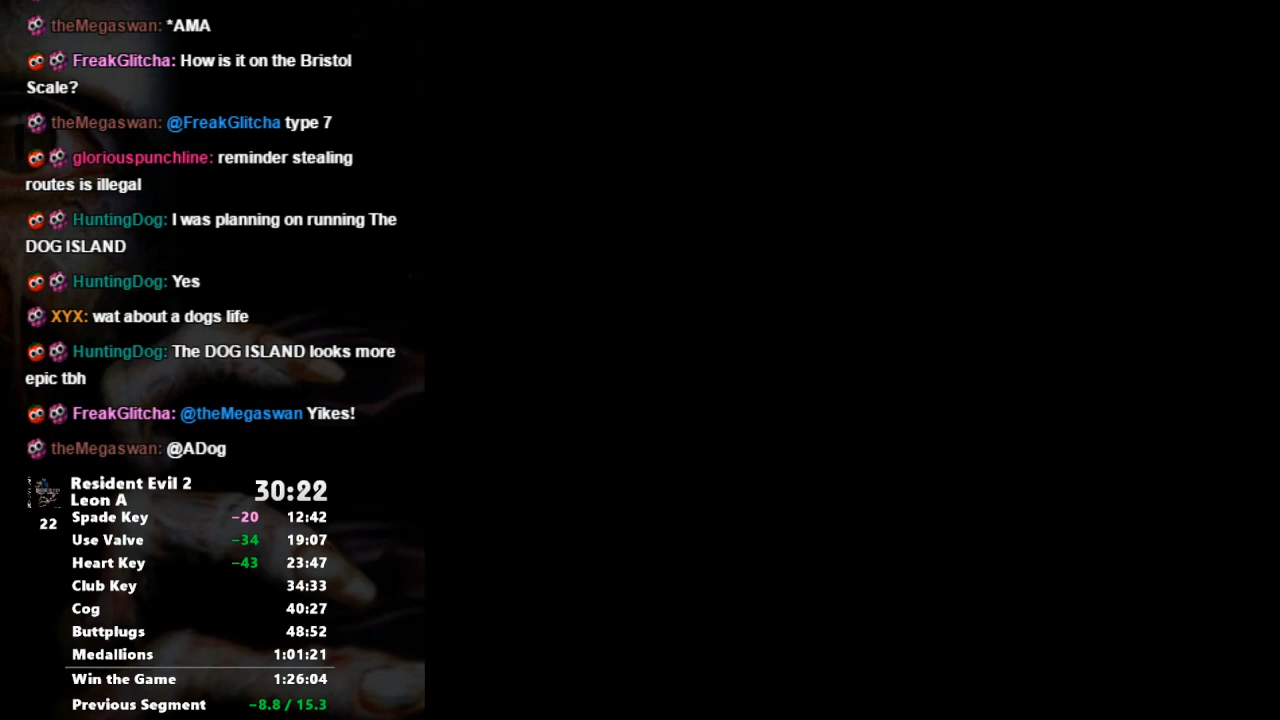 theMegaswan: *AMA
FreakGlitcha: How is it on the Bristol
Scale?
theMegaswan: @FreakGlitcha type 7
gloriouspunchline: reminder stealing
routes is illegal
HuntingDog: I was planning on running The
DOG ISLAND
HuntingDog: Yes
XYX: wat about a dogs life
HuntingDog: The DOG ISLAND looks more
epic tbh
FreakGlitcha: @theMegaswan Yikes!
theMegaswan: @ADog
Resident Evil 2
Leon A
30:22
22
Spade Key −20 12:42
Use Valve −34 19:07
Heart Key −43 23:47
Club Key 34:33
Cog 40:27
Buttplugs 48:52
Medallions 1:01:21
Win the Game 1:26:04
Previous Segment −8.8 / 15.3